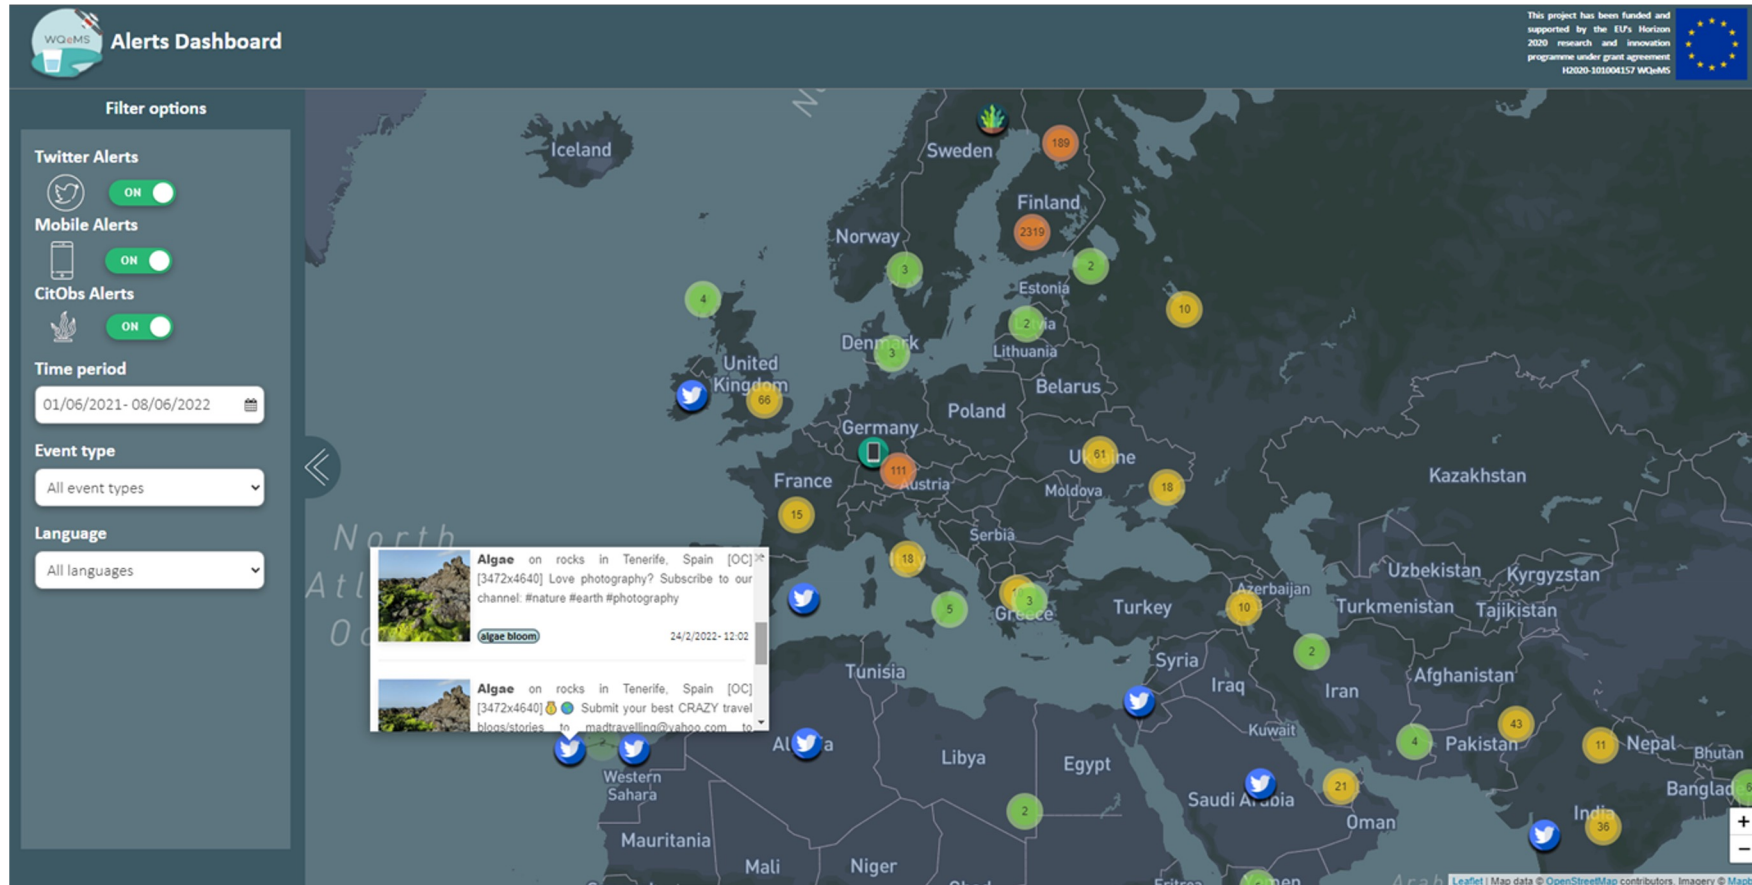 WQeMS
Alerts Dashboard
This project has been funded and
supported by the EU's Horizon
2020 research and innovation
programme under grant agreement
H2020-101004157 WQeMS
Filter options
Twitter Alerts
ON
Mobile Alerts
ON
CitObs Alerts
ON
Time period
01/06/2021- 08/06/2022
Event type
All event types
Language
All languages
Iceland
Sweden
189
Finland
2319
Norway
3
2
Estonia
4
10
2
Denmark
3
Lithuania
United
Kingdom
66
Belarus
Poland
Germany
61
111
Austria
France
Moldova
18
Kazakhstan
15
North
Serbia
18
Algae on rocks in Tenerife, Spain [OC]
[3472x4640] Love photography? Subscribe to our
channel: #nature #earth #photography
algae bloom
24/2/2022- 12:02
Algae on rocks in Tenerife, Spain [OC]
[3472x4640] Submit your best CRAZY travel
blogs/stories to madtravelling@yahoo.com to
5
3
Greece
Turkey
Azerbaijan
10
Uzbekistan
Kyrgyzstan
Turkmenistan
Tajikistan
2
Syria
Iraq
Iran
Afghanistan
Tunisia
Kuwait
43
4
Pakistan
11
Nepal
Bhutan
Libya
Egypt
Western
Sahara
21
Saudi Arabia
Oman
2
India
36
6
Mauritania
Mali
Niger
+
−
Leaflet | Map data © OpenStreetMap contributors, Imagery ©